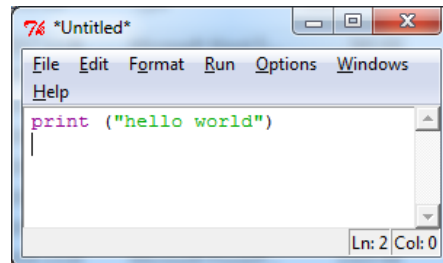 *Untitled*
File Edit Format Run Options Windows
Help
print ("hello world")
Ln: 2 Col: 0